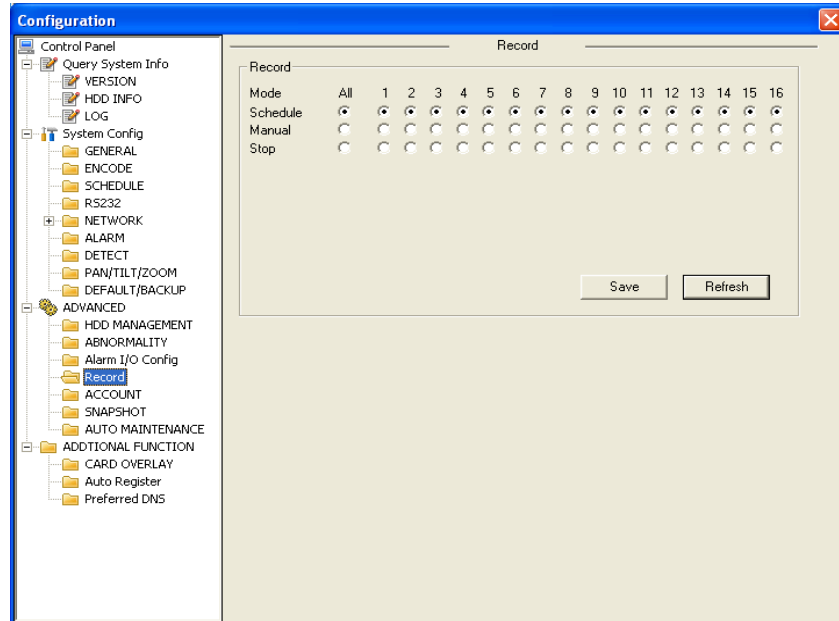 Configuration
Control Panel
Query System Info
VERSION
HDD INFO
LOG
System Config
GENERAL
ENCODE
SCHEDULE
RS232
NETWORK
ALARM
DETECT
PAN/TILT/ZOOM
DEFAULT/BACKUP
ADVANCED
HDD MANAGEMENT
ABNORMALITY
Alarm I/O Config
Record
ACCOUNT
SNAPSHOT
AUTO MAINTENANCE
ADDTIONAL FUNCTION
CARD OVERLAY
Auto Register
Preferred DNS
Record
Record
Mode All 1 2 3 4 5 6 7 8 9 10 11 12 13 14 15 16
Schedule
Manual
Stop
Save Refresh